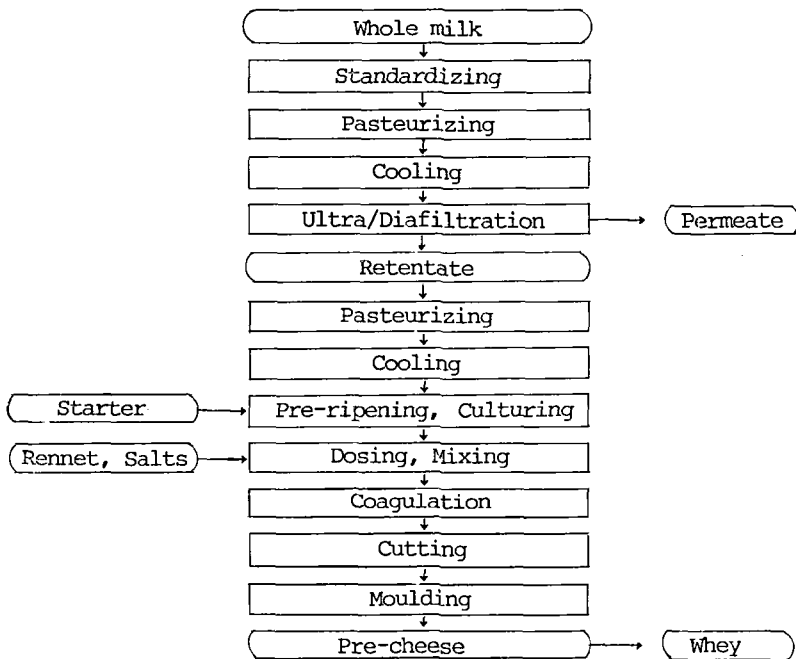 Whole milk
Standardizing
Pasteurizing
Cooling
Ultra/Diafiltration
Permeate
Retentate
Pasteurizing
Cooling
Starter
Pre-ripening, Culturing
Rennet, Salts
Dosing, Mixing
Coagulation
Cutting
Moulding
Pre-cheese
Whey